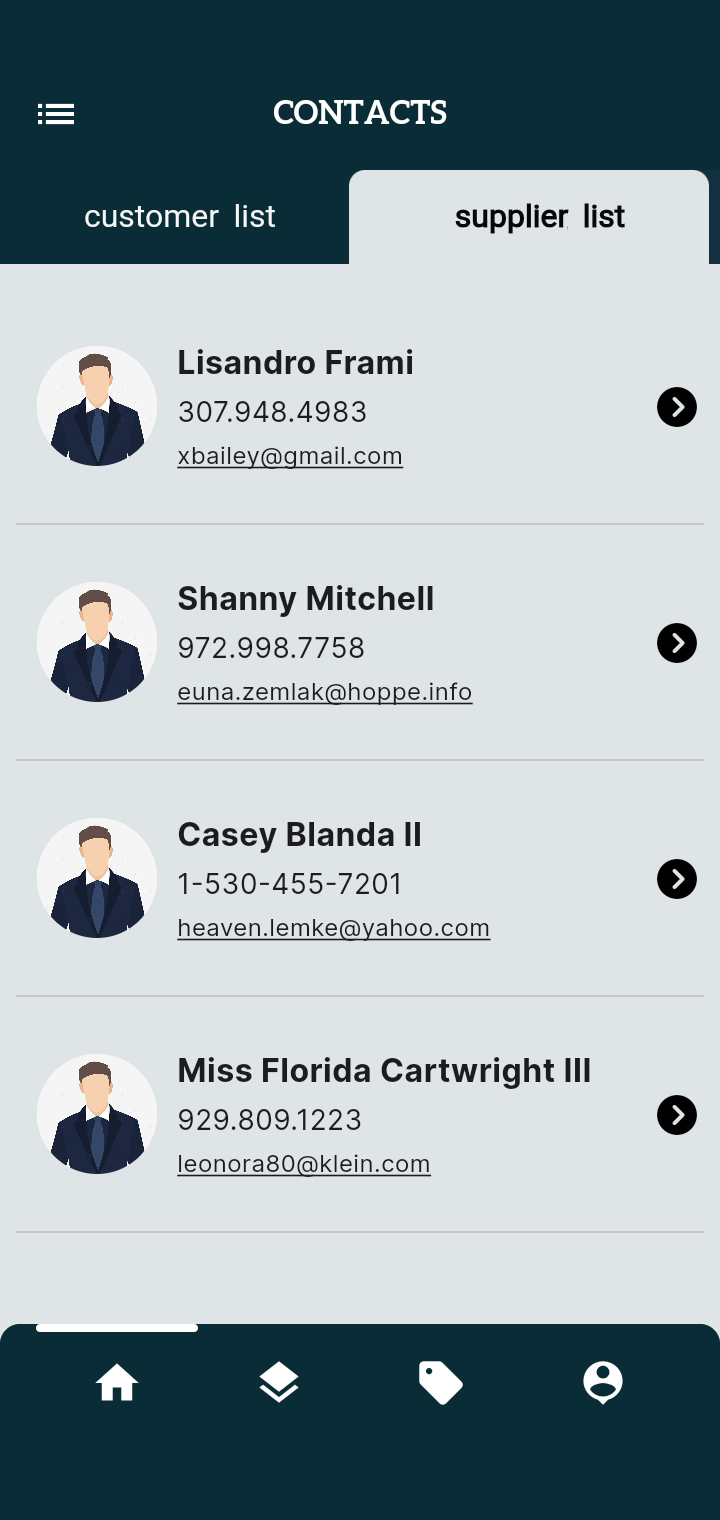 CONTACTS
customer list
supplier list
Lisandro Frami
307.948.4983
xbailey@gmail.com
Shanny Mitchell
972.998.7758
euna.zemlak@hoppe.info
Casey Blanda II
1-530-455-7201
heaven.lemke@yahoo.com
Miss Florida Cartwright III
929.809.1223
leonora80@klein.com